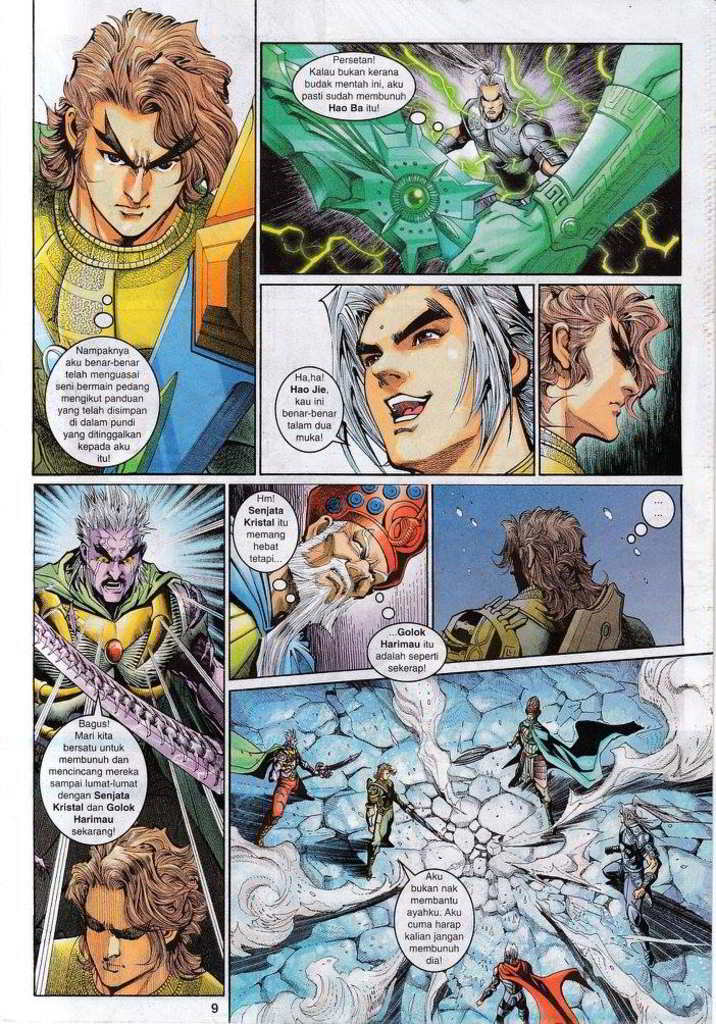 Nampaknya
aku benar-benar
telah menguasai
seni bermain pedang
mengikut panduan
yang telah disimpan
di dalam pundi
yang ditinggalkan
kepada aku
itu!
Persetan!
Kalau bukan kerana
budak mentah ini, aku
pasti sudah membunuh
Hao Ba itu!
Ha,ha!
Hao Jie,
kau ini
benar-benar
talam dua
muka!
Bagus!
Mari kita
bersatu untuk
membunuh dan
mencincang mereka
sampai lumat-lumat
dengan Senjata
Kristal dan Golok
Harimau
sekarang!
Hm!
Senjata
Kristal itu
memang
hebat
tetapi...
...Golok
Harimau itu
adalah seperti
sekerap!
...
...
Aku
bukan nak
membantu
ayahku. Aku
cuma harap
kalian jangan
membunuh
dia!
9